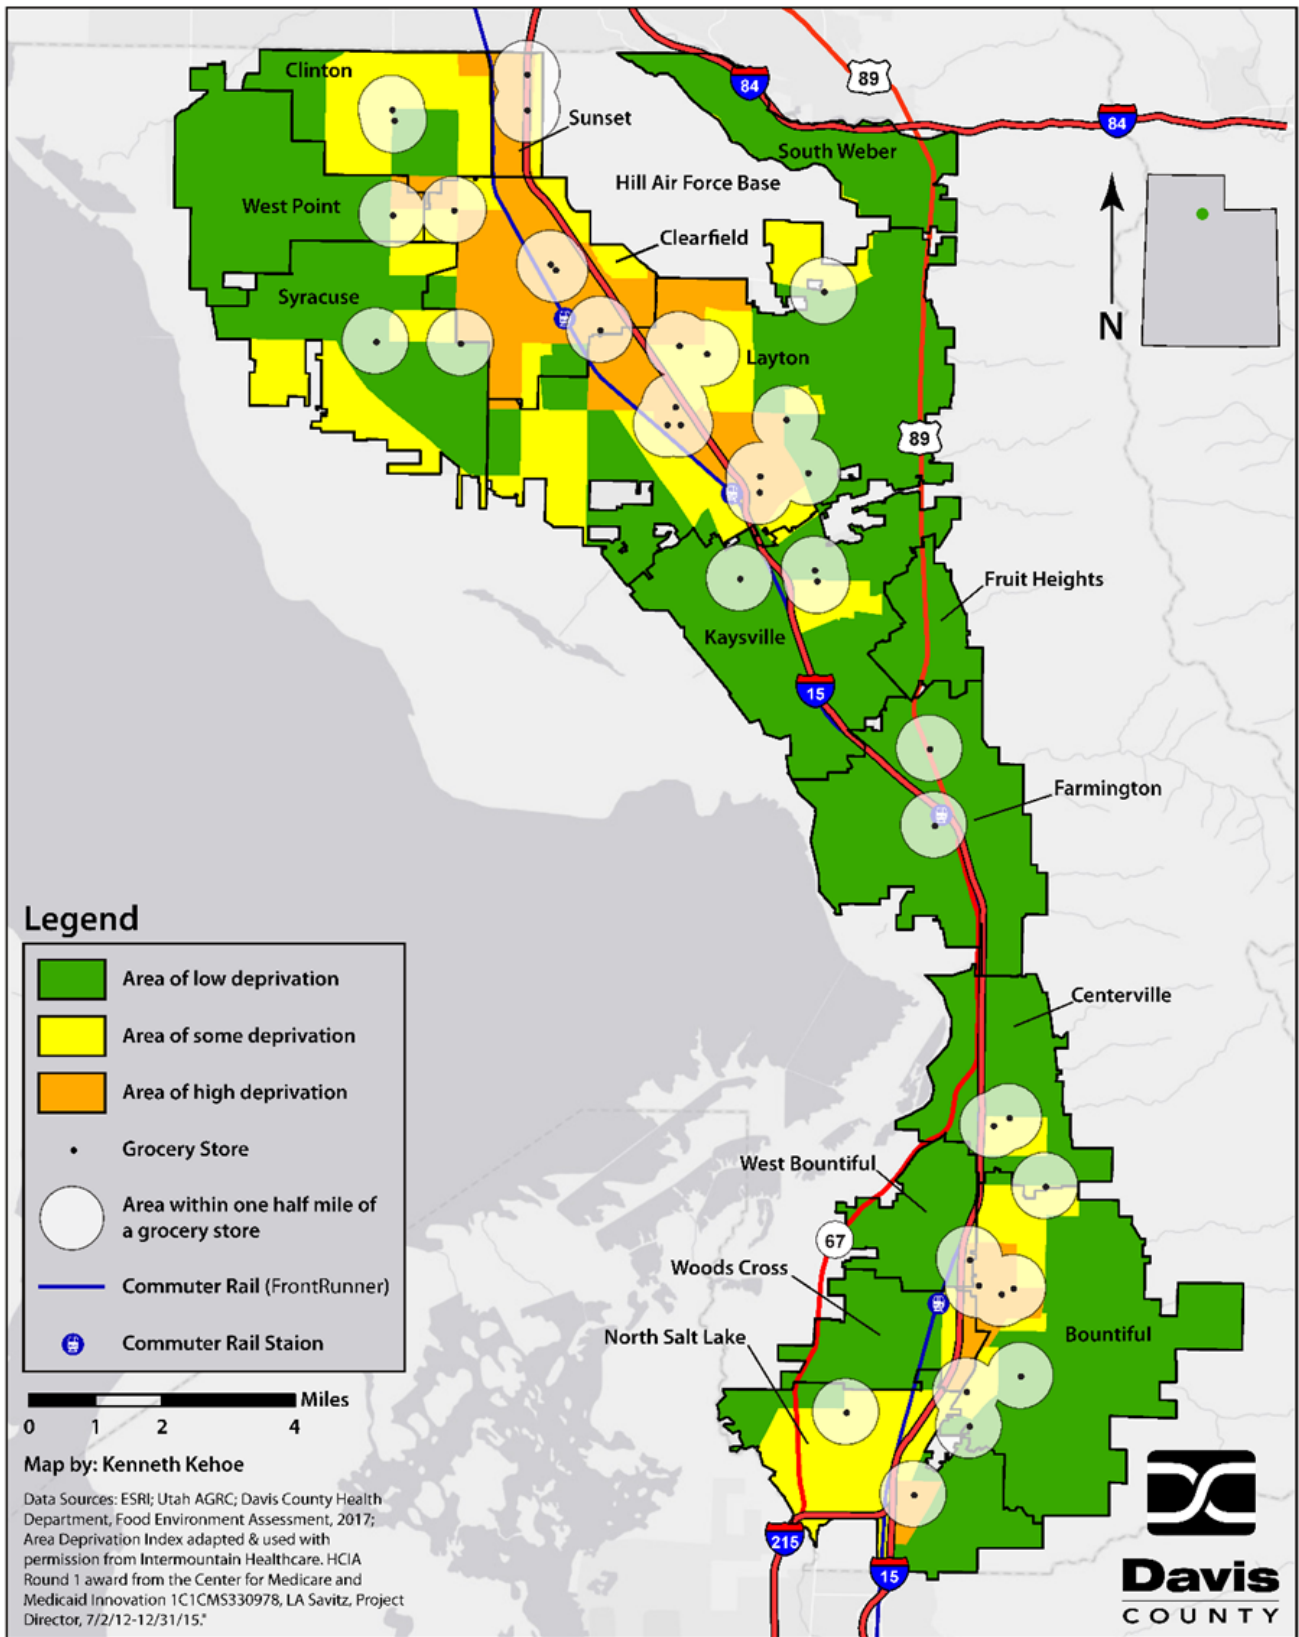 Clinton
84
89
84
Sunset
South Weber
Hill Air Force Base
West Point
Clearfield
Syracuse
N
Layton
89
Fruit Heights
Kaysville
15
Farmington
Legend
Area of low deprivation
Area of some deprivation
Area of high deprivation
Grocery Store
Area within one half mile of
a grocery store
Commuter Rail (FrontRunner)
Commuter Rail Staion
Centerville
West Bountiful
67
Woods Cross
North Salt Lake
Bountiful
Miles
0 1 2 4
Map by: Kenneth Kehoe
Data Sources: ESRI; Utah AGRC; Davis County Health
Department, Food Environment Assessment, 2017;
Area Deprivation Index adapted & used with
permission from Intermountain Healthcare. HCIA
Round 1 award from the Center for Medicare and
Medicaid Innovation 1C1CMS330978, LA Savitz, Project
Director, 7/2/12-12/31/15."
215
15
Davis
COUNTY